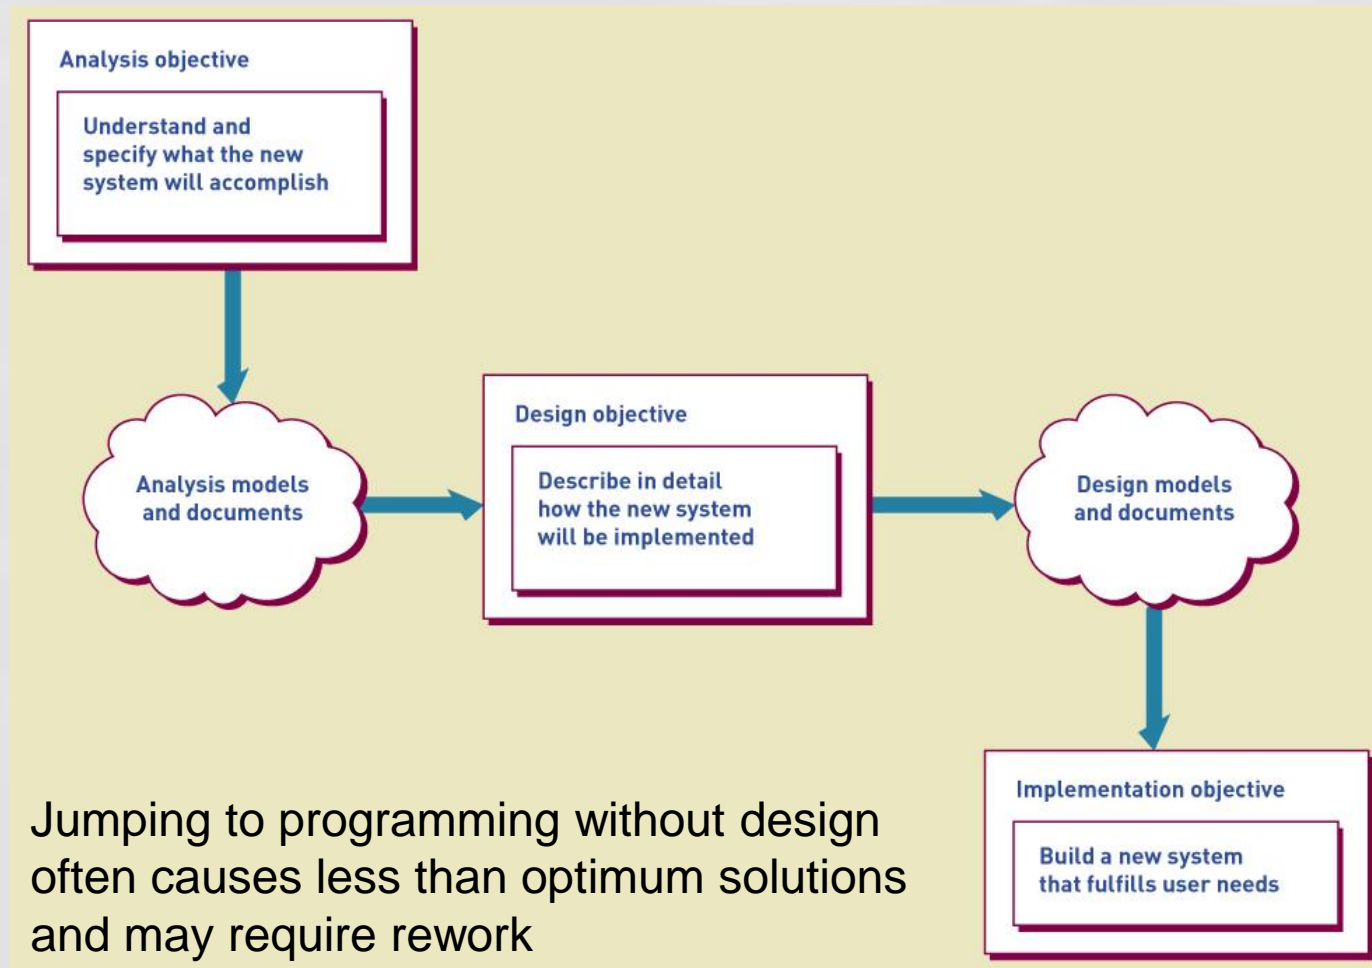 Analysis objective
Understand and
specify what the new
system will accomplish
Analysis models
and documents
Design objective
Describe in detail
how the new system
will be implemented
Design models
and documents
Implementation objective
Build a new system
that fulfills user needs
Jumping to programming without design
often causes less than optimum solutions
and may require rework